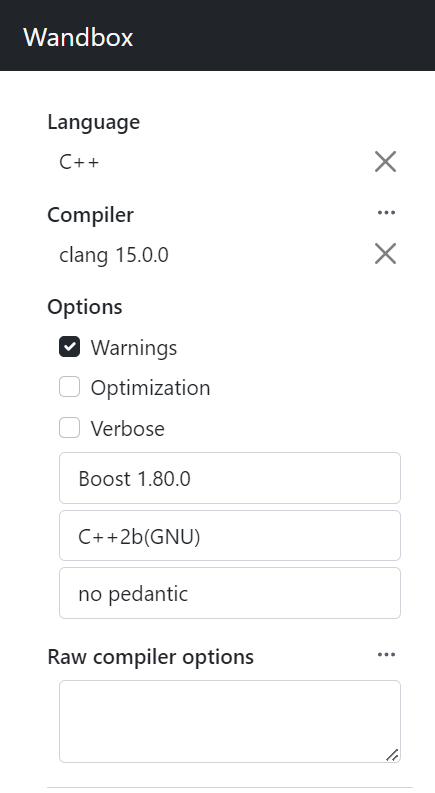 Wandbox
Language
C++
Compiler
clang 15.0.0
Options
Warnings
Optimization
Verbose
Boost 1.80.0
C++2b(GNU)
no pedantic
Raw compiler options